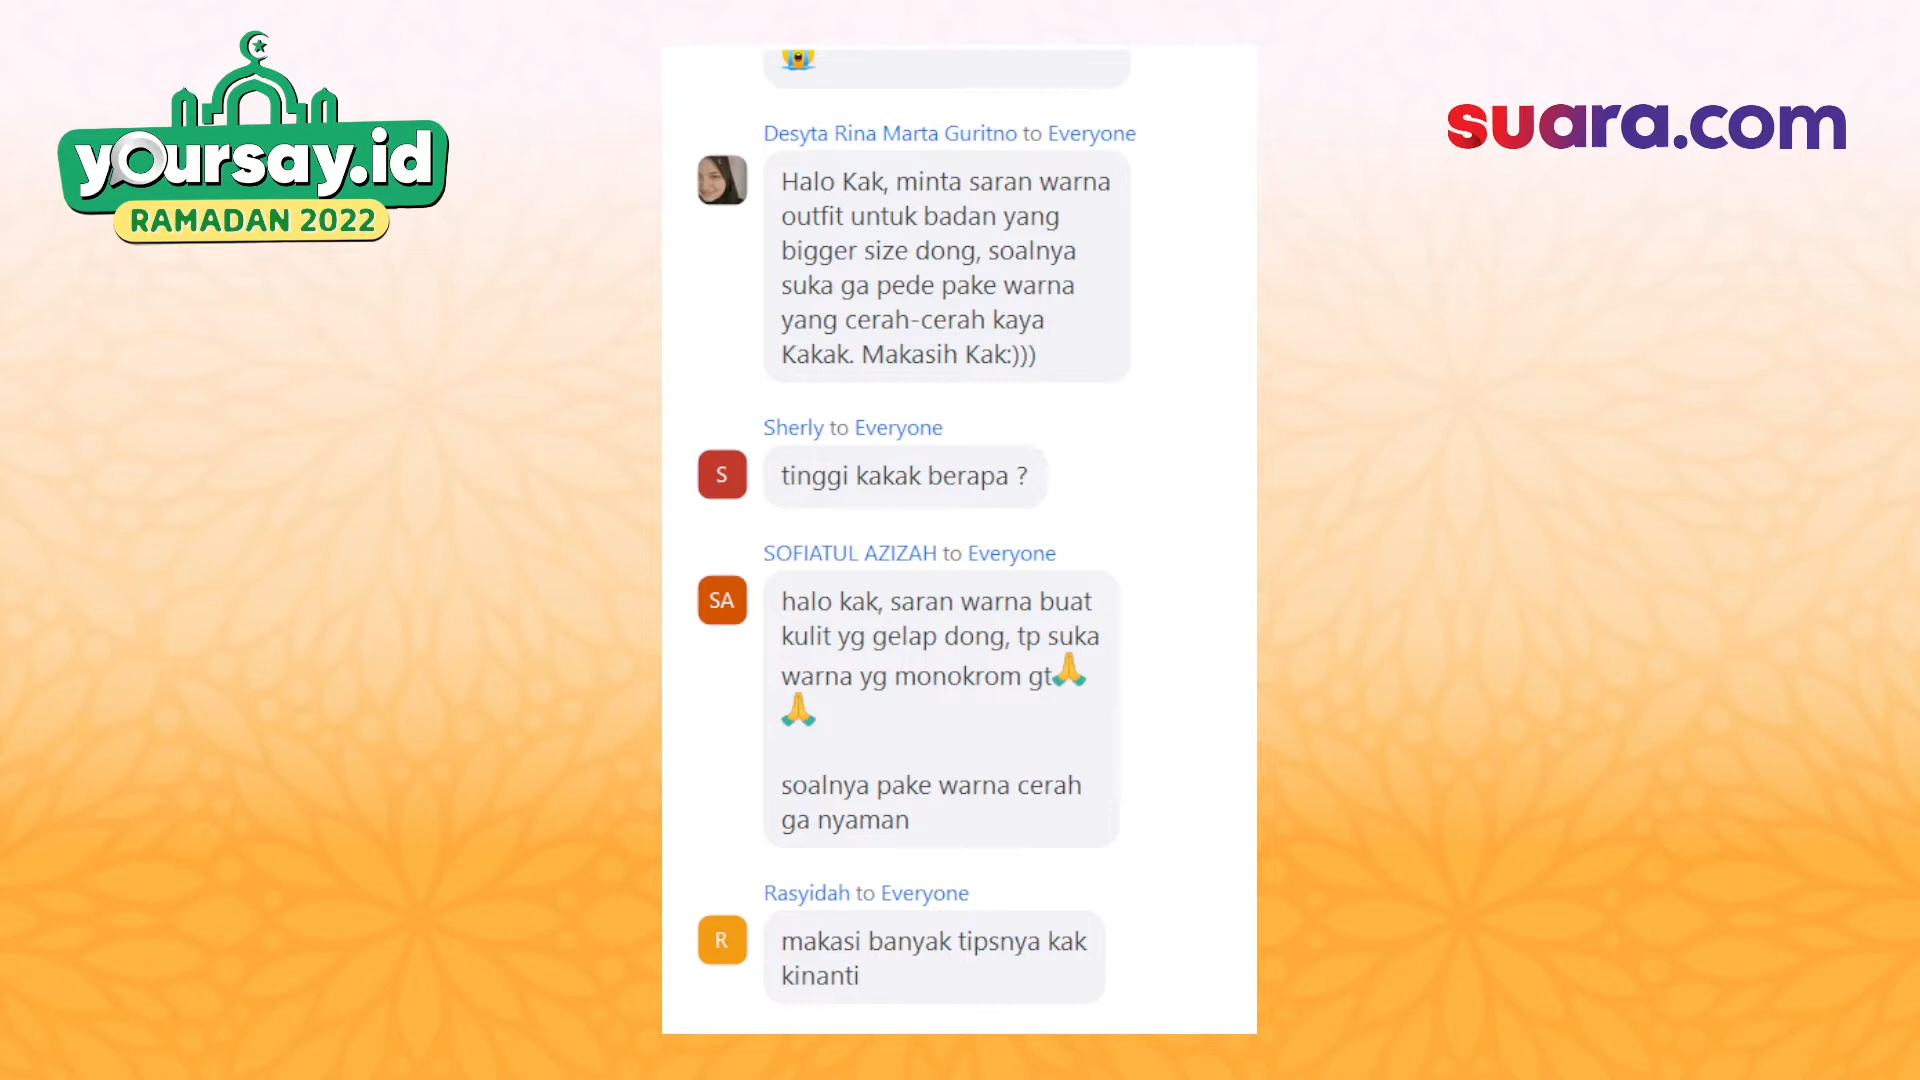 yoursay.id
RAMADAN 2022
suara.com
Desyta Rina Marta Guritno to Everyone
Halo Kak, minta saran warna
outfit untuk badan yang
bigger size dong, soalnya
suka ga pede pake warna
yang cerah-cerah kaya
Kakak. Makasih Kak:)))
Sherly to Everyone
S
tinggi kakak berapa ?
SOFIATUL AZIZAH to Everyone
SA
halo kak, saran warna buat
kulit yg gelap dong, tp suka
warna yg monokrom gt🙏
🙏
soalnya pake warna cerah
ga nyaman
Rasyidah to Everyone
R
makasi banyak tipsnya kak
kinanti